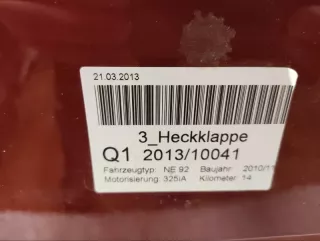 21.03.2013
3_Heckklappe
Q1 2013/10041
Fahrzeugtyp: NE 92 Baujahr: 2010/11
Motorisierung: 325iA Kilometer: 14